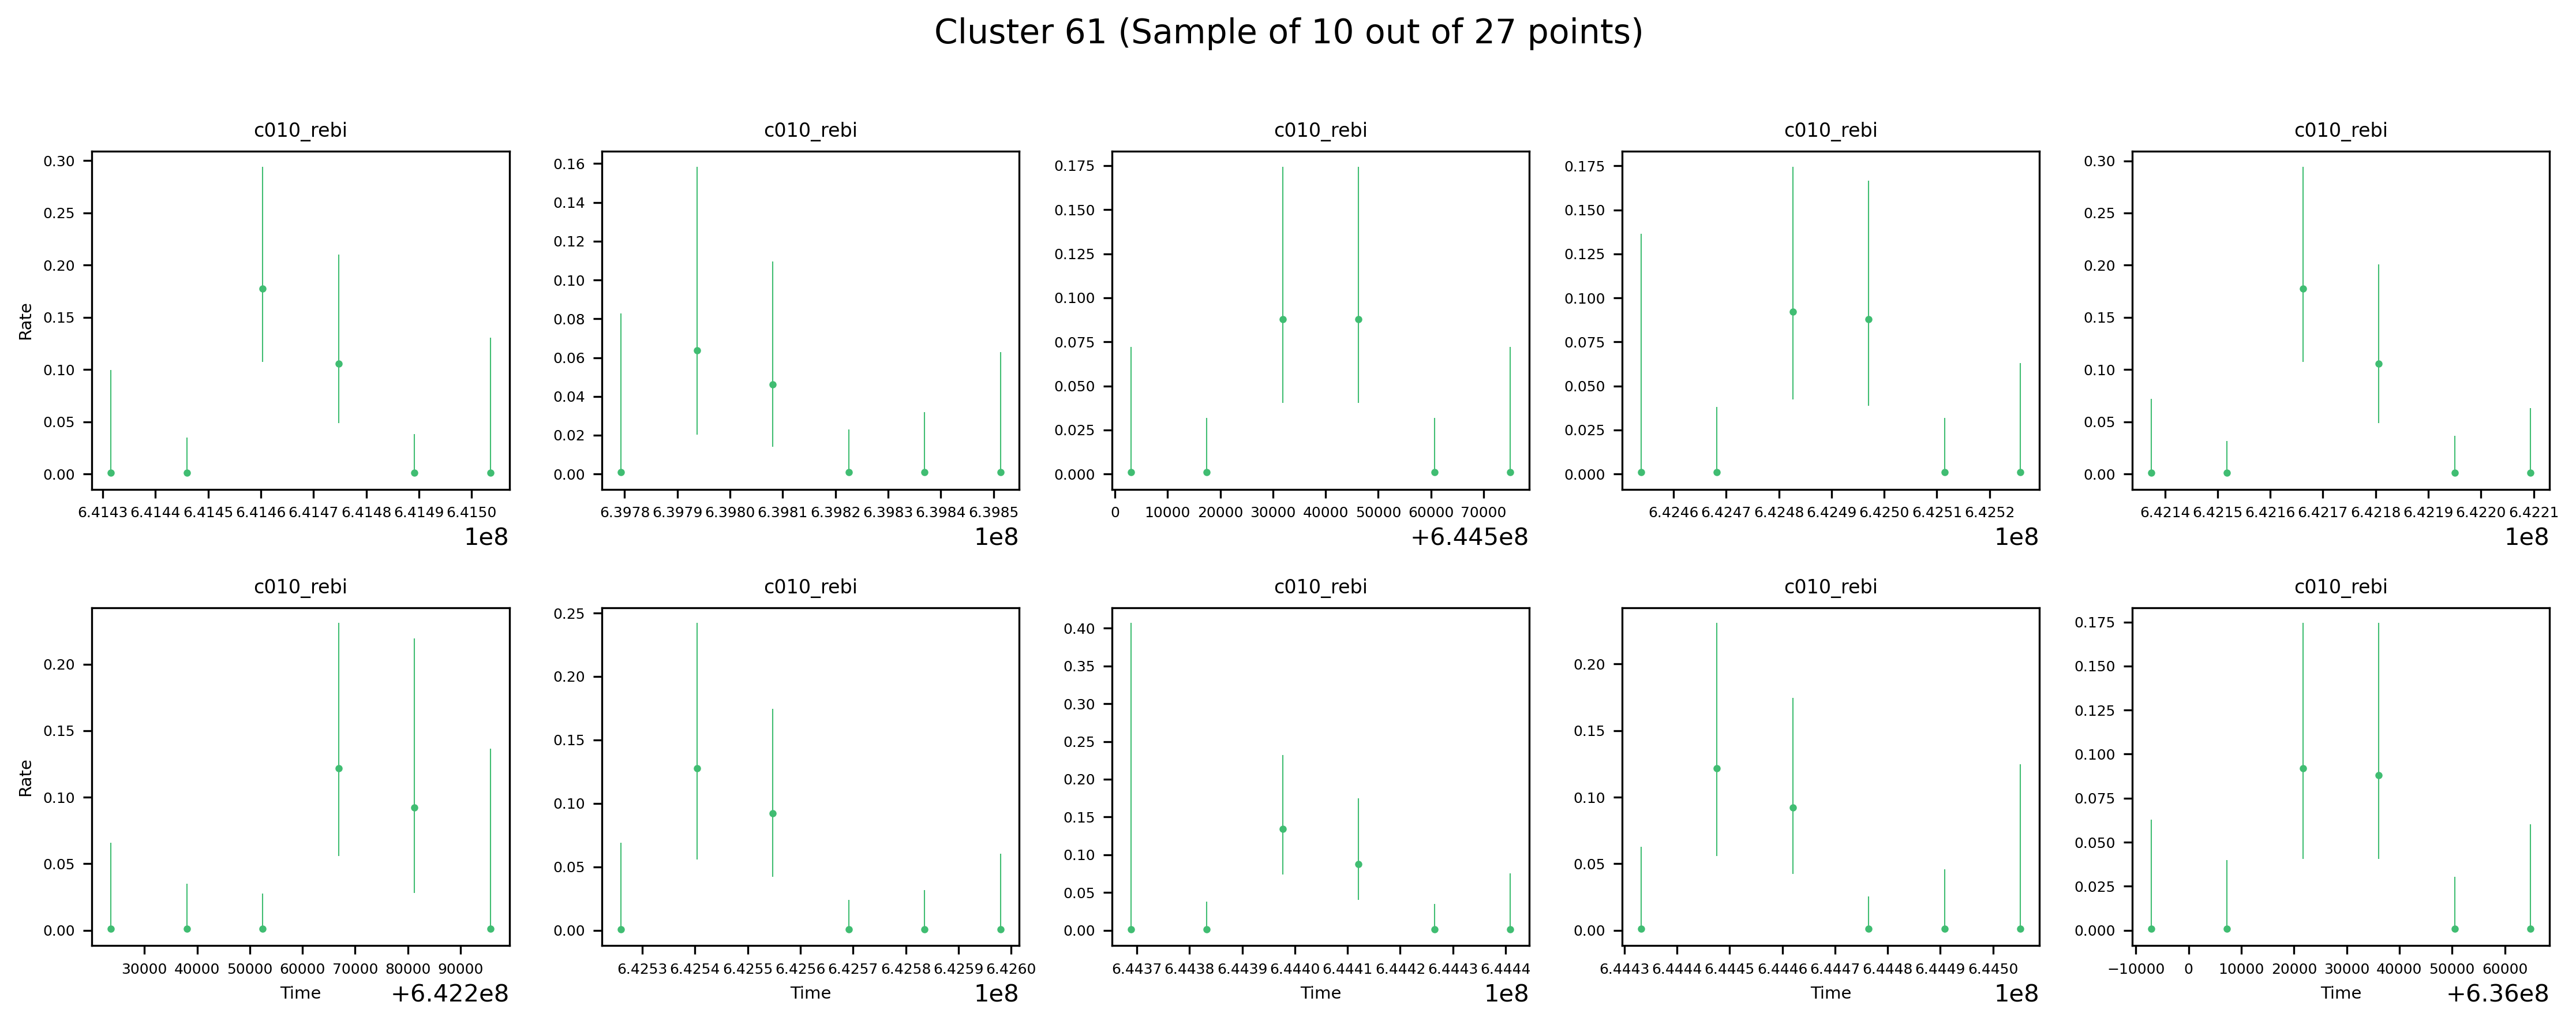 Cluster 61 (Sample of 10 out of 27 points)
c010_rebi c010_rebi c010_rebi c010_rebi c010_rebi
Rate
0.30 0.25 0.20 0.15 0.10 0.05 0.00
6.4143 6.4144 6.4145 6.4146 6.4147 6.4148 6.4149 6.4150
1e8
0.16 0.14 0.12 0.10 0.08 0.06 0.04 0.02 0.00
6.3978 6.3979 6.3980 6.3981 6.3982 6.3983 6.3984 6.3985
1e8
0.175 0.150 0.125 0.100 0.075 0.050 0.025 0.000
0 10000 20000 30000 40000 50000 60000 70000
+6.445e8
0.175 0.150 0.125 0.100 0.075 0.050 0.025 0.000
6.4246 6.4247 6.4248 6.4249 6.4250 6.4251 6.4252
1e8
0.30 0.25 0.20 0.15 0.10 0.05 0.00
6.4214 6.4215 6.4216 6.4217 6.4218 6.4219 6.4220 6.4221
1e8
c010_rebi c010_rebi c010_rebi c010_rebi c010_rebi
Rate
0.20 0.15 0.10 0.05 0.00
30000 40000 50000 60000 70000 80000 90000
Time +6.422e8
0.25 0.20 0.15 0.10 0.05 0.00
6.4253 6.4254 6.4255 6.4256 6.4257 6.4258 6.4259 6.4260
Time 1e8
0.40 0.35 0.30 0.25 0.20 0.15 0.10 0.05 0.00
6.4437 6.4438 6.4439 6.4440 6.4441 6.4442 6.4443 6.4444
Time 1e8
0.20 0.15 0.10 0.05 0.00
6.4443 6.4444 6.4445 6.4446 6.4447 6.4448 6.4449 6.4450
Time 1e8
0.175 0.150 0.125 0.100 0.075 0.050 0.025 0.000
−10000 0 10000 20000 30000 40000 50000 60000
Time +6.36e8